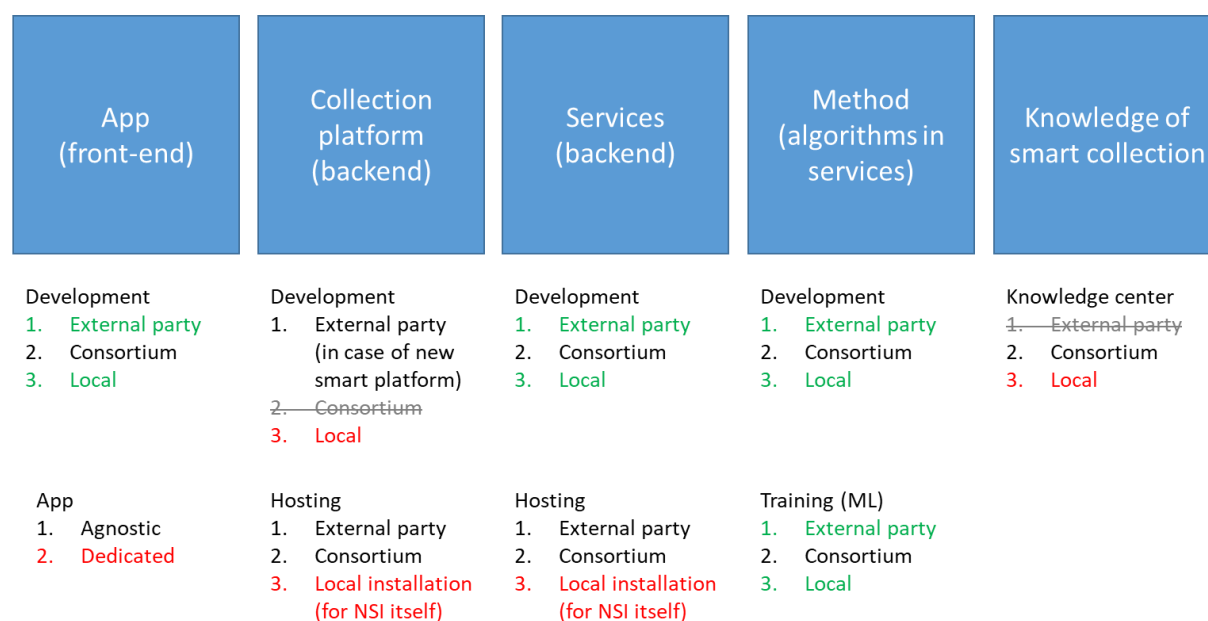 App
(front-end)
Collection
platform
(backend)
Services
(backend)
Method
(algorithms in
services)
Knowledge of
smart collection
Development
1. External party
2. Consortium
3. Local
Development
1. External party
(in case of new
smart platform)
2. Consortium
3. Local
Development
1. External party
2. Consortium
3. Local
Development
1. External party
2. Consortium
3. Local
Knowledge center
1. External party
2. Consortium
3. Local
App
1. Agnostic
2. Dedicated
Hosting
1. External party
2. Consortium
3. Local installation
(for NSI itself)
Hosting
1. External party
2. Consortium
3. Local installation
(for NSI itself)
Training (ML)
1. External party
2. Consortium
3. Local